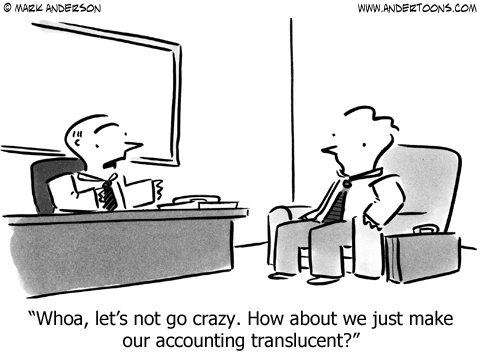 © MARK ANDERSON
WWW.ANDERTOONS.COM
“Whoa, let’s not go crazy. How about we just make
our accounting translucent?”